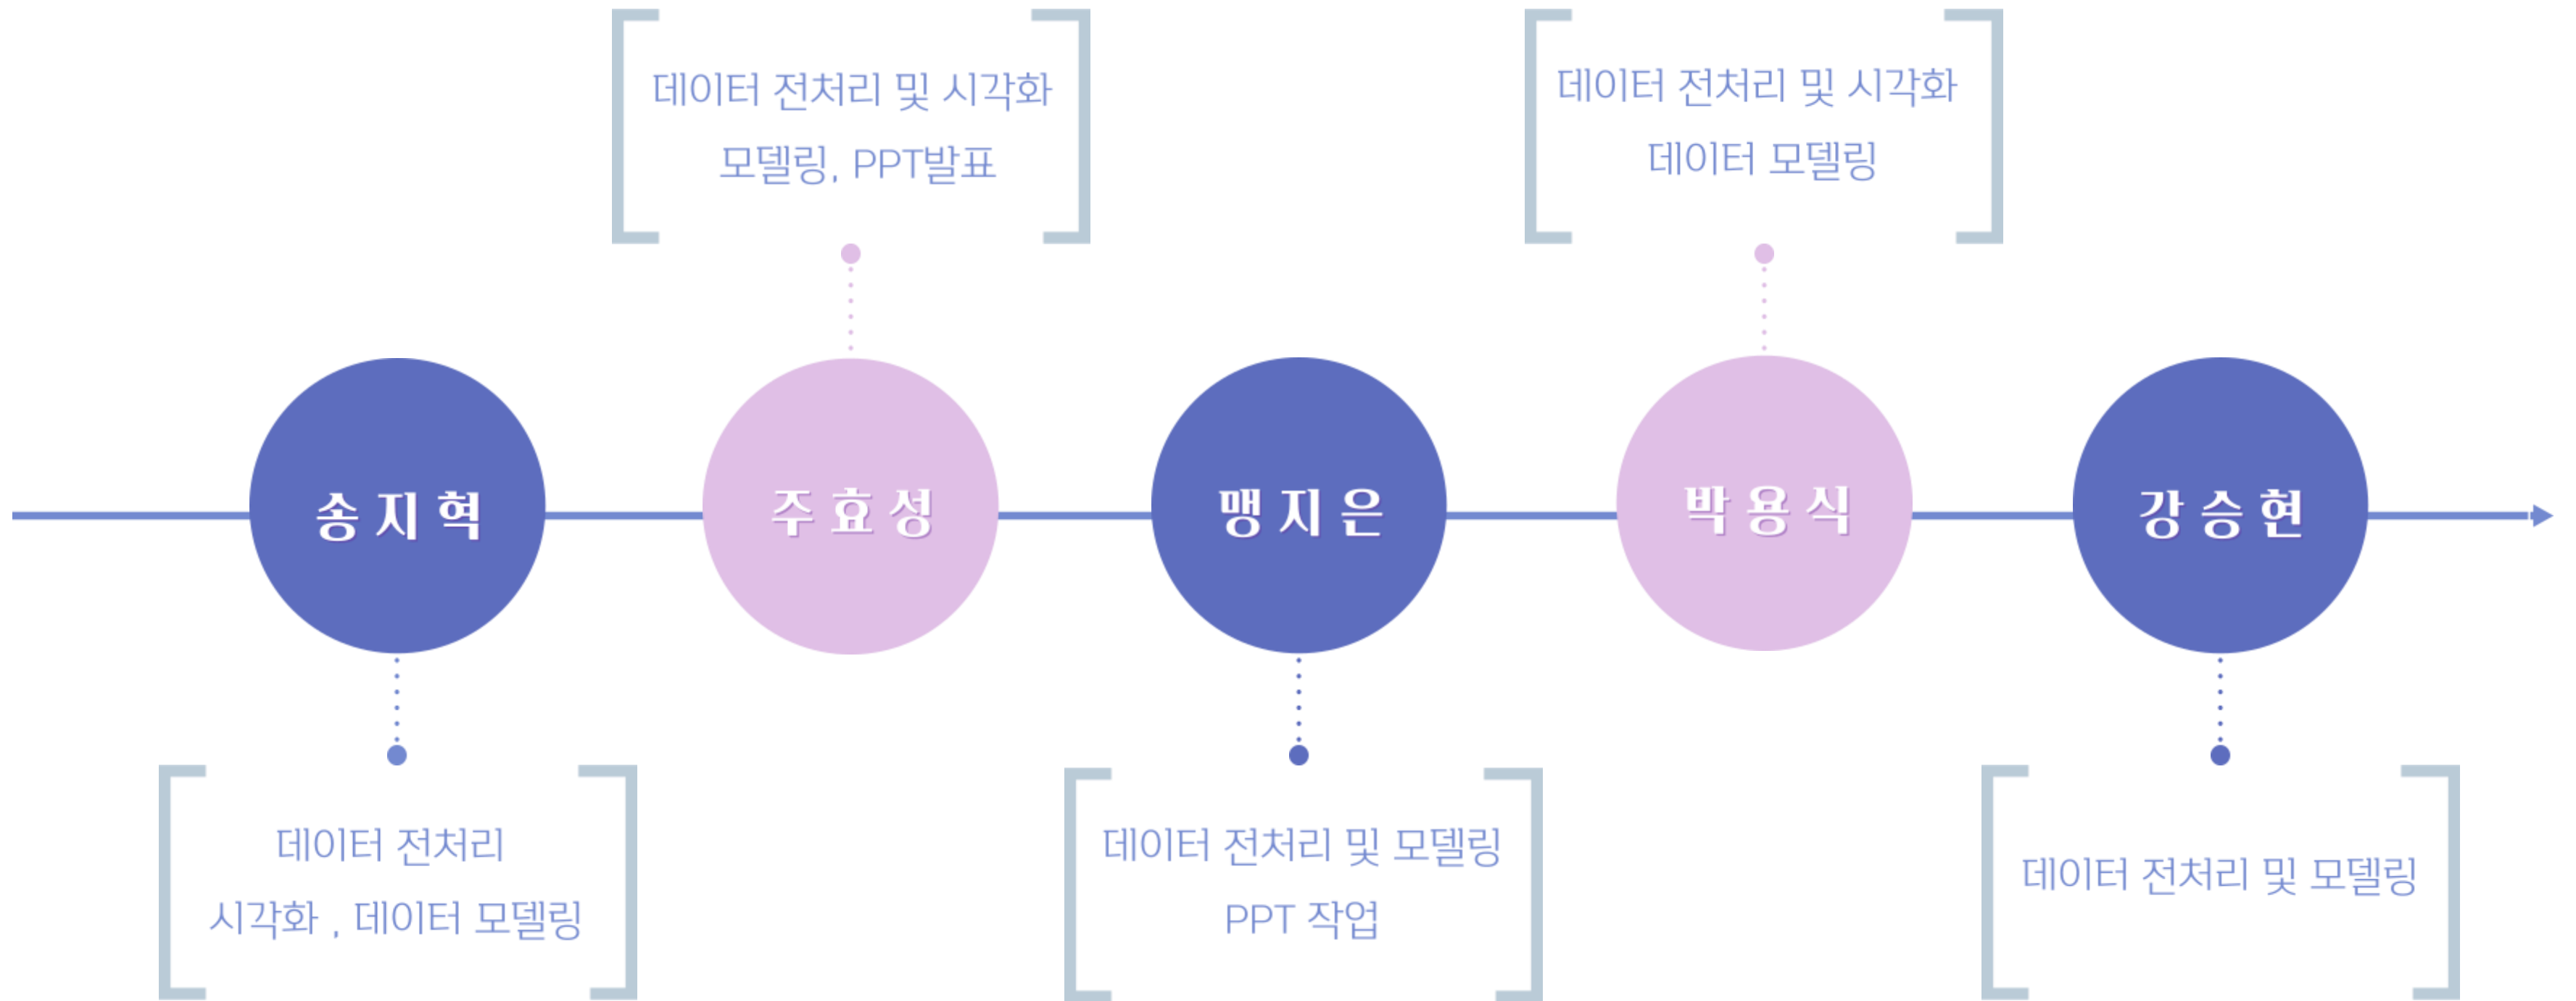 데이터 전처리 및 시각화
모델링, PPT발표
데이터 전처리 및 시각화
데이터 모델링
송지혁
주효성
맹지은
박용식
강승현
데이터 전처리
시각화 , 데이터 모델링
데이터 전처리 및 모델링
PPT 작업
데이터 전처리 및 모델링